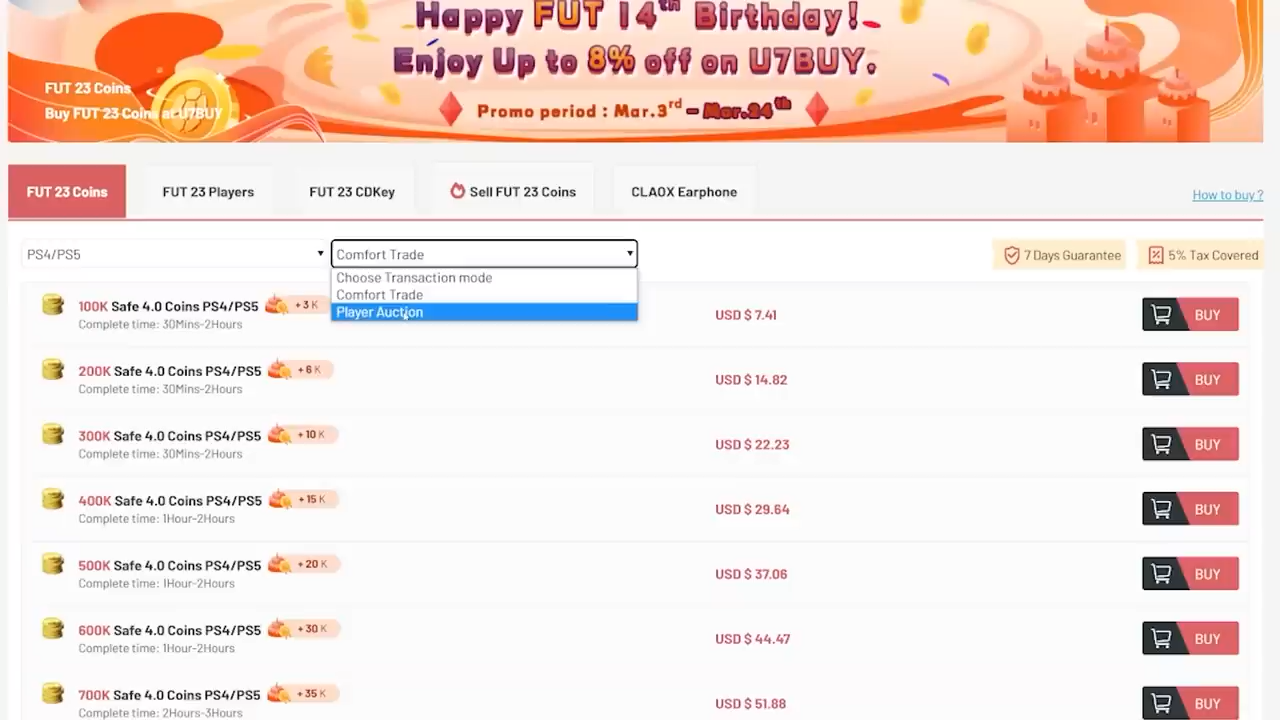 Happy FUT 14th Birthday!
Enjoy Up to 8% off on U7BUY.
FUT 23 Coins
Buy FUT 23 Coins at U7BUY
Promo period : Mar.3rd - Mar.24th
FUT 23 Coins
FUT 23 Players
FUT 23 CDKey
Sell FUT 23 Coins
CLAOX Earphone
How to buy ?
PS4/PS5
Comfort Trade
7 Days Guarantee
5% Tax Covered
Choose Transaction mode
Comfort Trade
Player Auction
100K Safe 4.0 Coins PS4/PS5 +3 K
Complete time: 30Mins-2Hours
USD $ 7.41
BUY
200K Safe 4.0 Coins PS4/PS5 +6 K
Complete time: 30Mins-2Hours
USD $ 14.82
BUY
300K Safe 4.0 Coins PS4/PS5 +10 K
Complete time: 30Mins-2Hours
USD $ 22.23
BUY
400K Safe 4.0 Coins PS4/PS5 +15 K
Complete time: 1Hour-2Hours
USD $ 29.64
BUY
500K Safe 4.0 Coins PS4/PS5 +20 K
Complete time: 1Hour-2Hours
USD $ 37.06
BUY
600K Safe 4.0 Coins PS4/PS5 +30 K
Complete time: 1Hour-2Hours
USD $ 44.47
BUY
700K Safe 4.0 Coins PS4/PS5 +35 K
Complete time: 2Hours-3Hours
USD $ 51.88
BUY